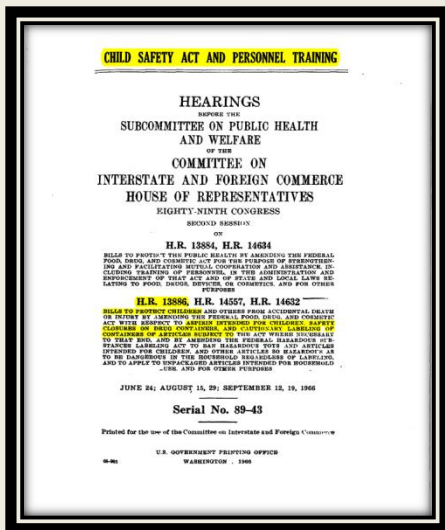 CHILD SAFETY ACT AND PERSONNEL TRAINING
HEARINGS
BEFORE THE
SUBCOMMITTEE ON PUBLIC HEALTH
AND WELFARE
OF THE
COMMITTEE ON
INTERSTATE AND FOREIGN COMMERCE
HOUSE OF REPRESENTATIVES
EIGHTY-NINTH CONGRESS
SECOND SESSION
ON
H.R. 13884, H.R. 14634
BILLS TO PROTECT THE PUBLIC HEALTH BY AMENDING THE FEDERAL
FOOD, DRUG, AND COSMETIC ACT FOR THE PURPOSE OF STRENGTHEN-
ING AND FACILITATING MUTUAL COOPERATION AND ASSISTANCE, IN-
CLUDING TRAINING OF PERSONNEL, IN THE ADMINISTRATION AND
ENFORCEMENT OF THAT ACT AND OF STATE AND LOCAL LAWS RE-
LATING TO FOOD, DRUGS, DEVICES, OR COSMETICS, AND FOR OTHER
PURPOSES
H.R. 13886, H.R. 14557, H.R. 14632
BILLS TO PROTECT CHILDREN AND OTHERS FROM ACCIDENTAL DEATH
OR INJURY BY AMENDING THE FEDERAL FOOD, DRUG, AND COSMETIC
ACT WITH RESPECT TO ASPIRIN INTENDED FOR CHILDREN, SAFETY
CLOSURES ON DRUG CONTAINERS, AND CAUTIONARY LABELING OF
CONTAINERS OF ARTICLES SUBJECT TO THE ACT WHERE NECESSARY
TO THAT END, AND BY AMENDING THE FEDERAL HAZARDOUS SUB-
STANCES LABELING ACT TO BAN HAZARDOUS TOYS AND ARTICLES
INTENDED FOR CHILDREN, AND OTHER ARTICLES SO HAZARDOUS AS
TO BE DANGEROUS IN THE HOUSEHOLD REGARDLESS OF LABELING,
AND TO APPLY TO UNPACKAGED ARTICLES INTENDED FOR HOUSEHOLD
USE, AND FOR OTHER PURPOSES
JUNE 24; AUGUST 15, 29; SEPTEMBER 12, 19, 1966
Serial No. 89-43
Printed for the use of the Committee on Interstate and Foreign Commerce
U.S. GOVERNMENT PRINTING OFFICE
WASHINGTON : 1966